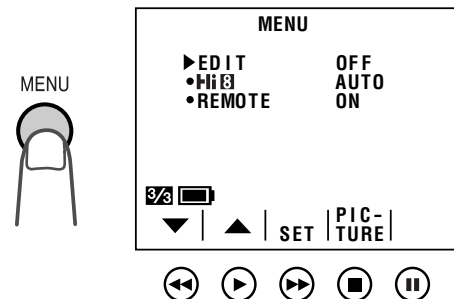 MENU
MENU
▶EDIT OFF
•Hi8 AUTO
•REMOTE ON
3/3
▼ | ▲ | SET | PIC-
TURE |